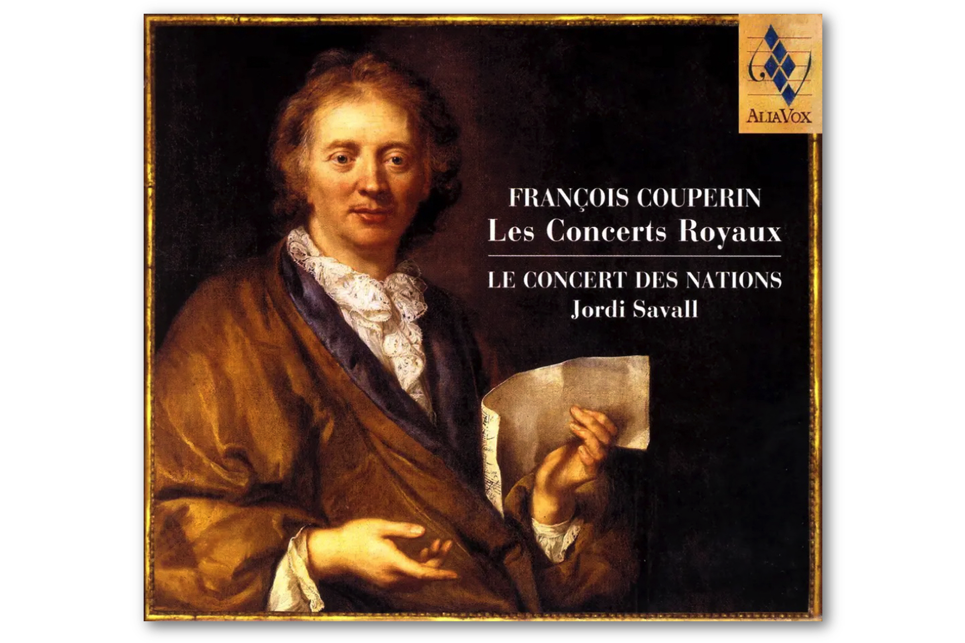 ALIAVOX
FRANÇOIS COUPERIN
Les Concerts Royaux
LE CONCERT DES NATIONS
Jordi Savall